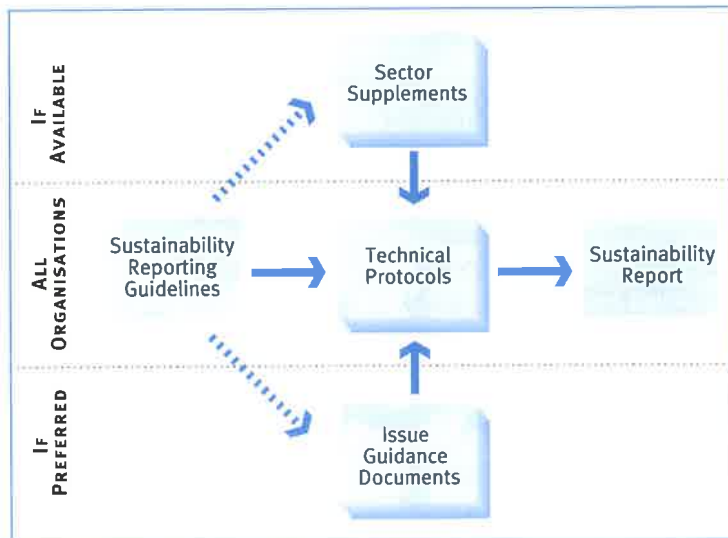 IF
AVAILABLE
Sector
Supplements
ALL
ORGANISATIONS
Sustainability
Reporting
Guidelines
Technical
Protocols
Sustainability
Report
IF
PREFERRED
Issue
Guidance
Documents